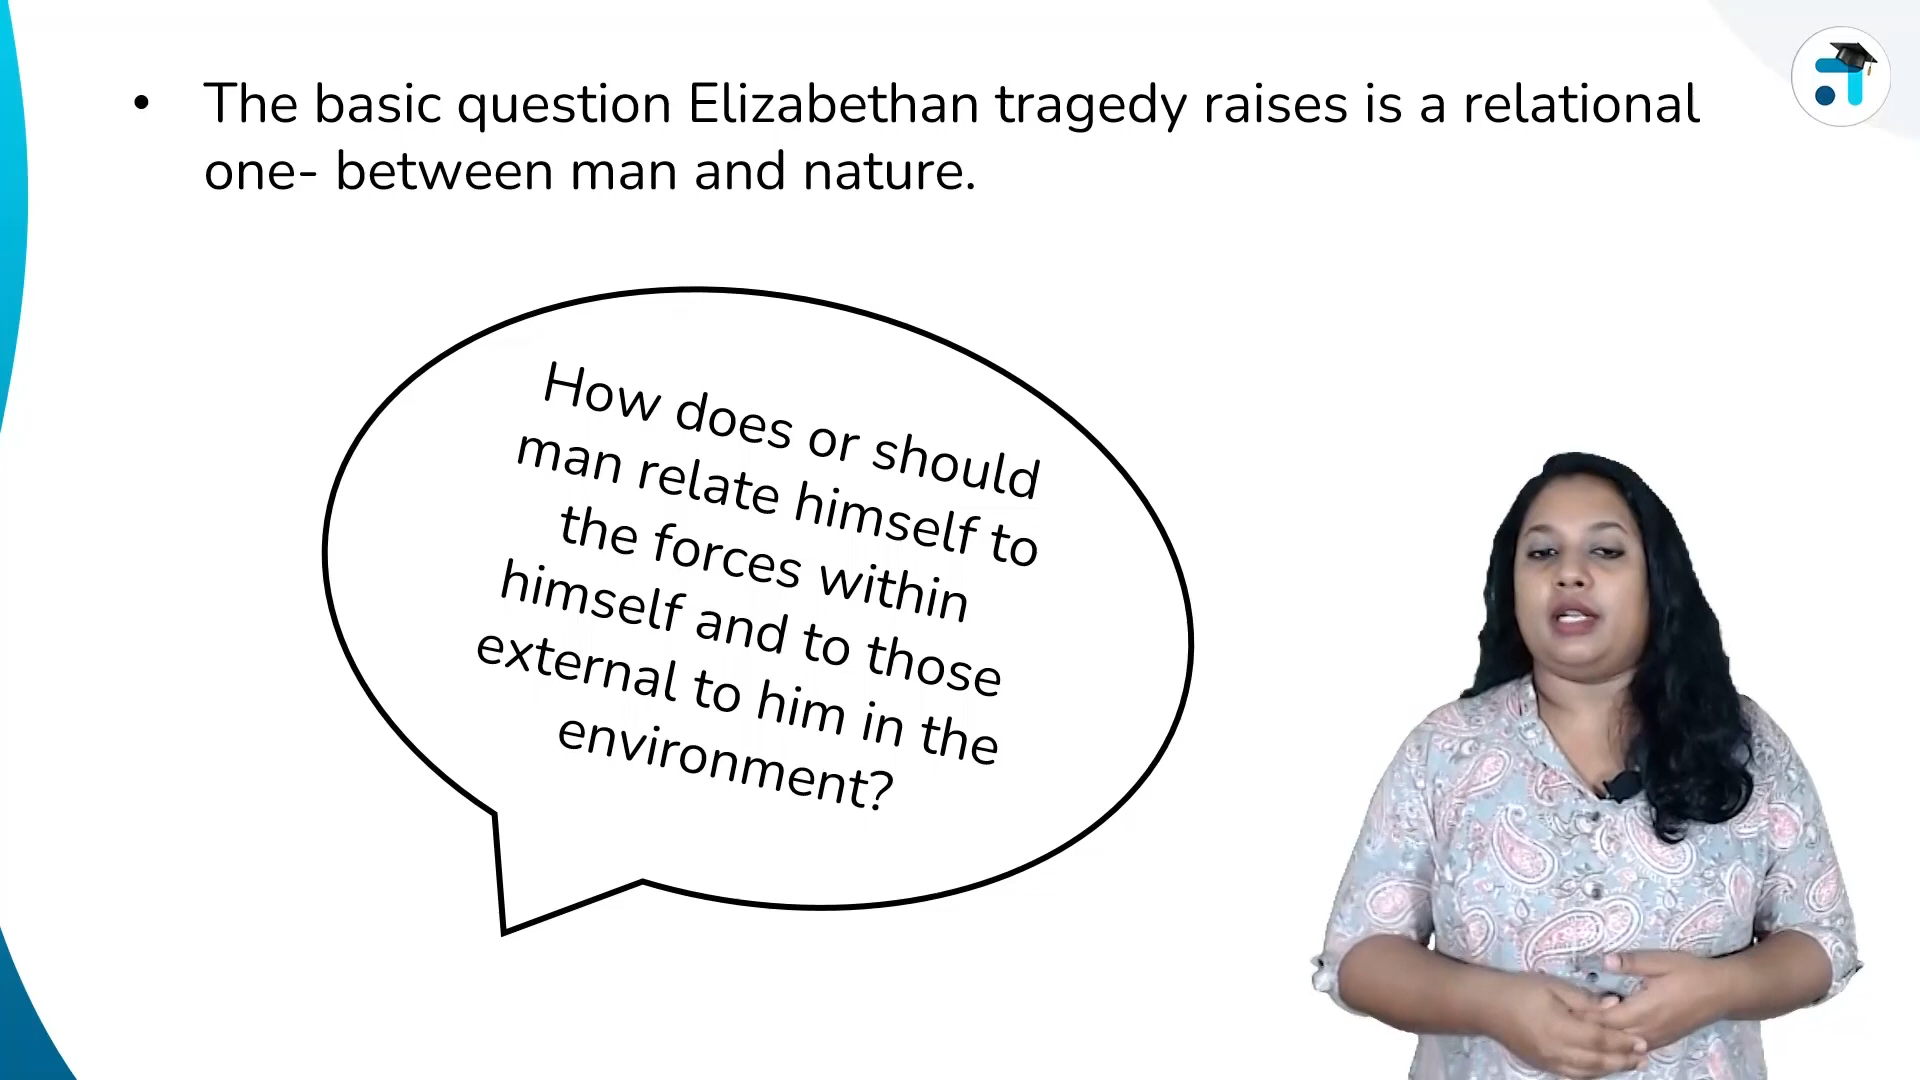 • The basic question Elizabethan tragedy raises is a relational
one- between man and nature.
How does or should
man relate himself to
the forces within
himself and to those
external to him in the
environment?